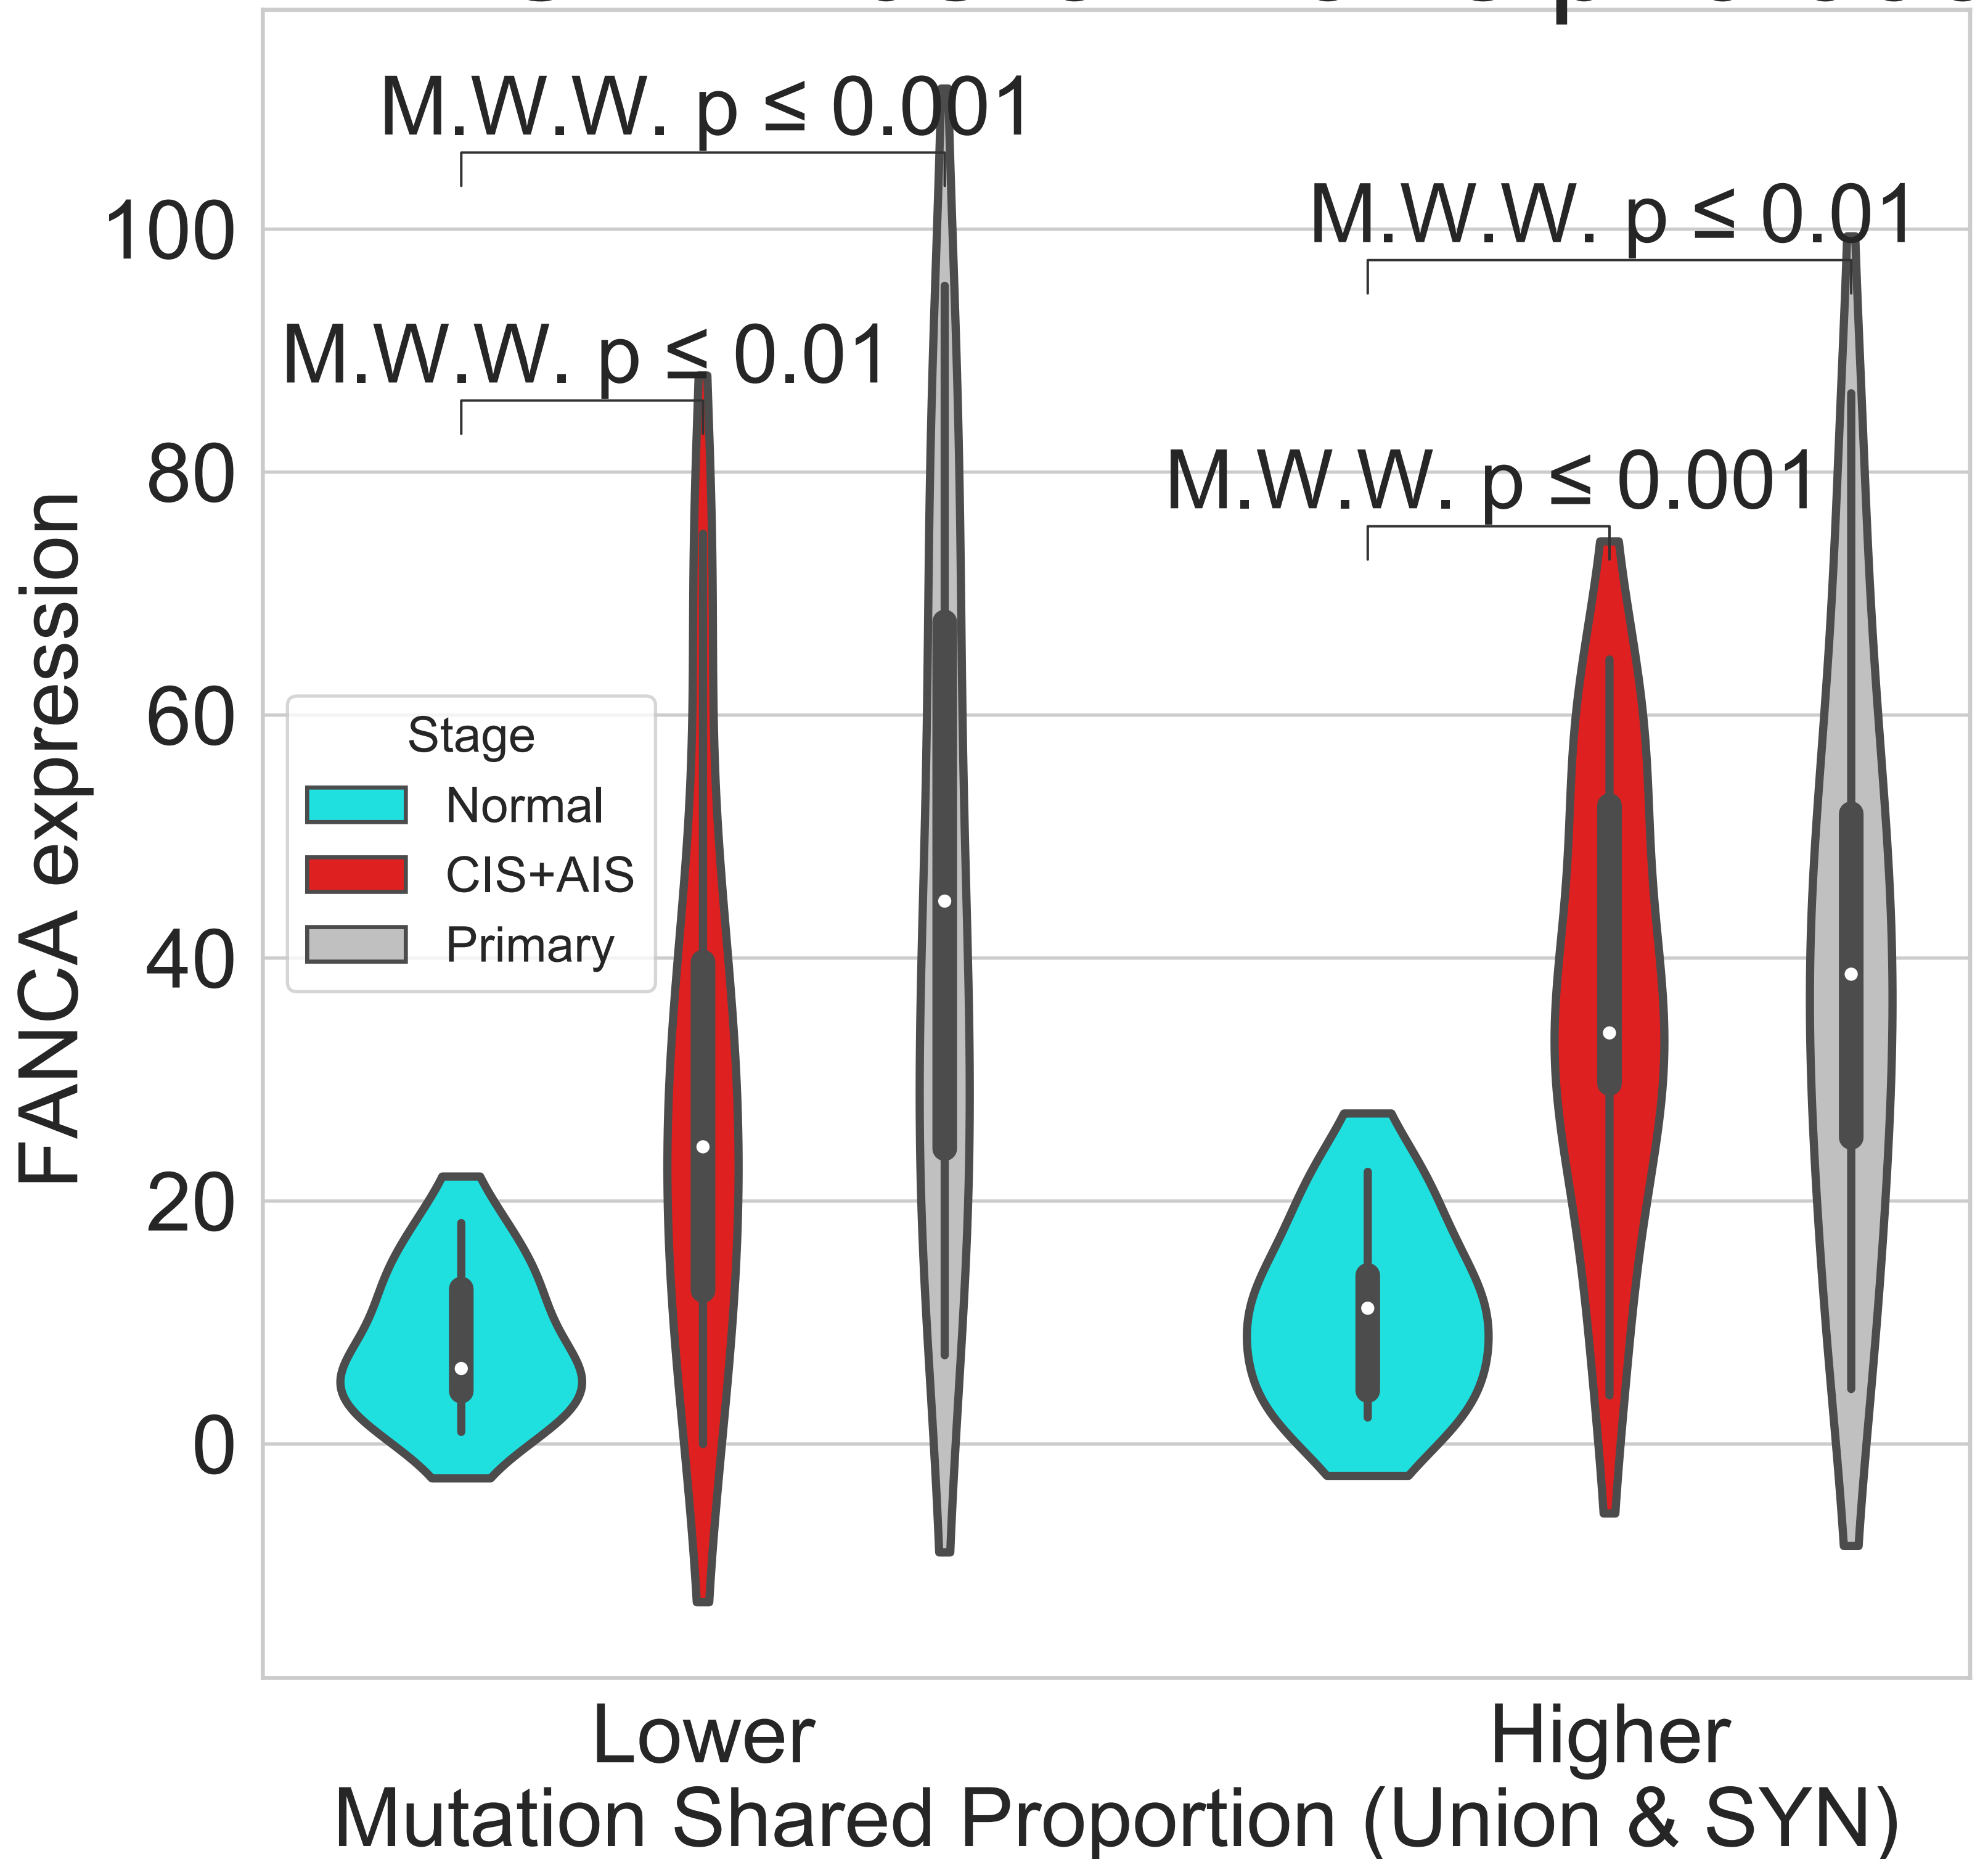 M.W.W. p ≤ 0.001
M.W.W. p ≤ 0.01
M.W.W. p ≤ 0.01
M.W.W. p ≤ 0.001
100
80
60
40
20
0
FANCA expression
Stage
Normal
CIS+AIS
Primary
Lower
Higher
Mutation Shared Proportion (Union & SYN)